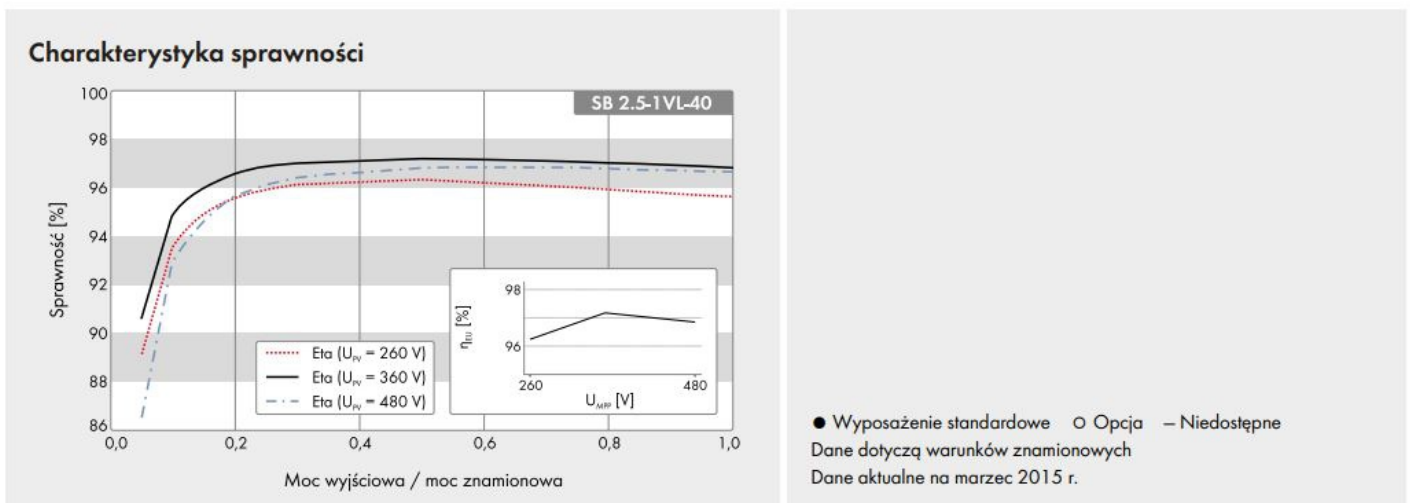 Charakterystyka sprawności
SB 2.5-1VL-40
Sprawność [%]
100
98
96
94
92
90
88
86
0,0
0,2
0,4
0,6
0,8
1,0
Moc wyjściowa / moc znamionowa
Eta (U_PV = 260 V)
Eta (U_PV = 360 V)
Eta (U_PV = 480 V)
η_EU [%]
98
96
260
480
U_MPP [V]
● Wyposażenie standardowe ○ Opcja – Niedostępne
Dane dotyczą warunków znamionowych
Dane aktualne na marzec 2015 r.